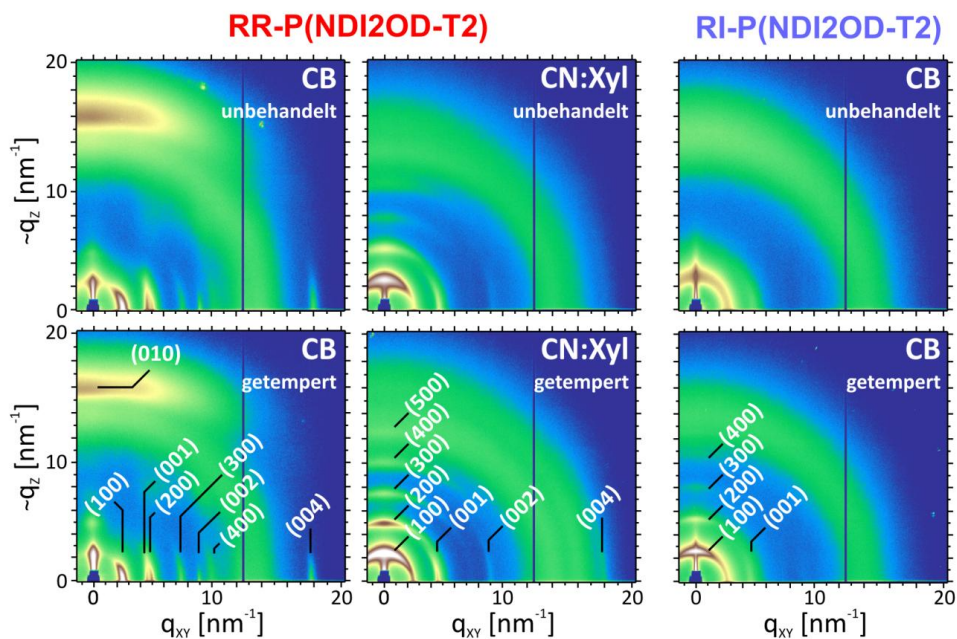 RR-P(NDI2OD-T2)
RI-P(NDI2OD-T2)
20
CB
unbehandelt
CN:Xyl
unbehandelt
CB
unbehandelt
~q_Z [nm⁻¹]
10
0
20
CB
getempert
CN:Xyl
getempert
CB
getempert
(010)
~q_Z [nm⁻¹]
10
0
(100)
(001)
(200)
(300)
(002)
(400)
(004)
(500)
(400)
(300)
(200)
(100)
(001)
(002)
(004)
(400)
(300)
(200)
(100)
(001)
0 10 20
0 10 20
0 10 20
q_XY [nm⁻¹]
q_XY [nm⁻¹]
q_XY [nm⁻¹]